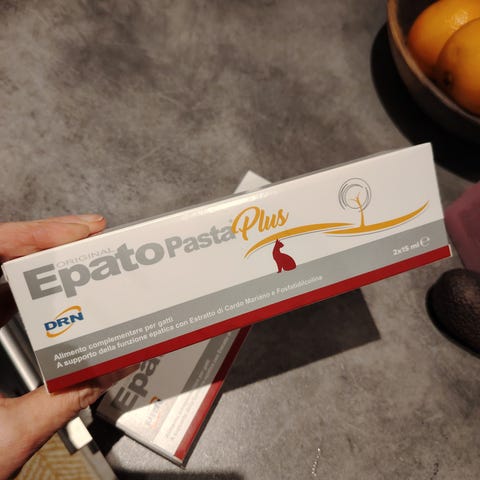 ORIGINAL
Epato Pasta® Plus
2x15 ml ℮
DRN
Alimento complementare per gatti
A supporto della funzione epatica con Estratto di Cardo Mariano e Fosfatidilcolina
Epa